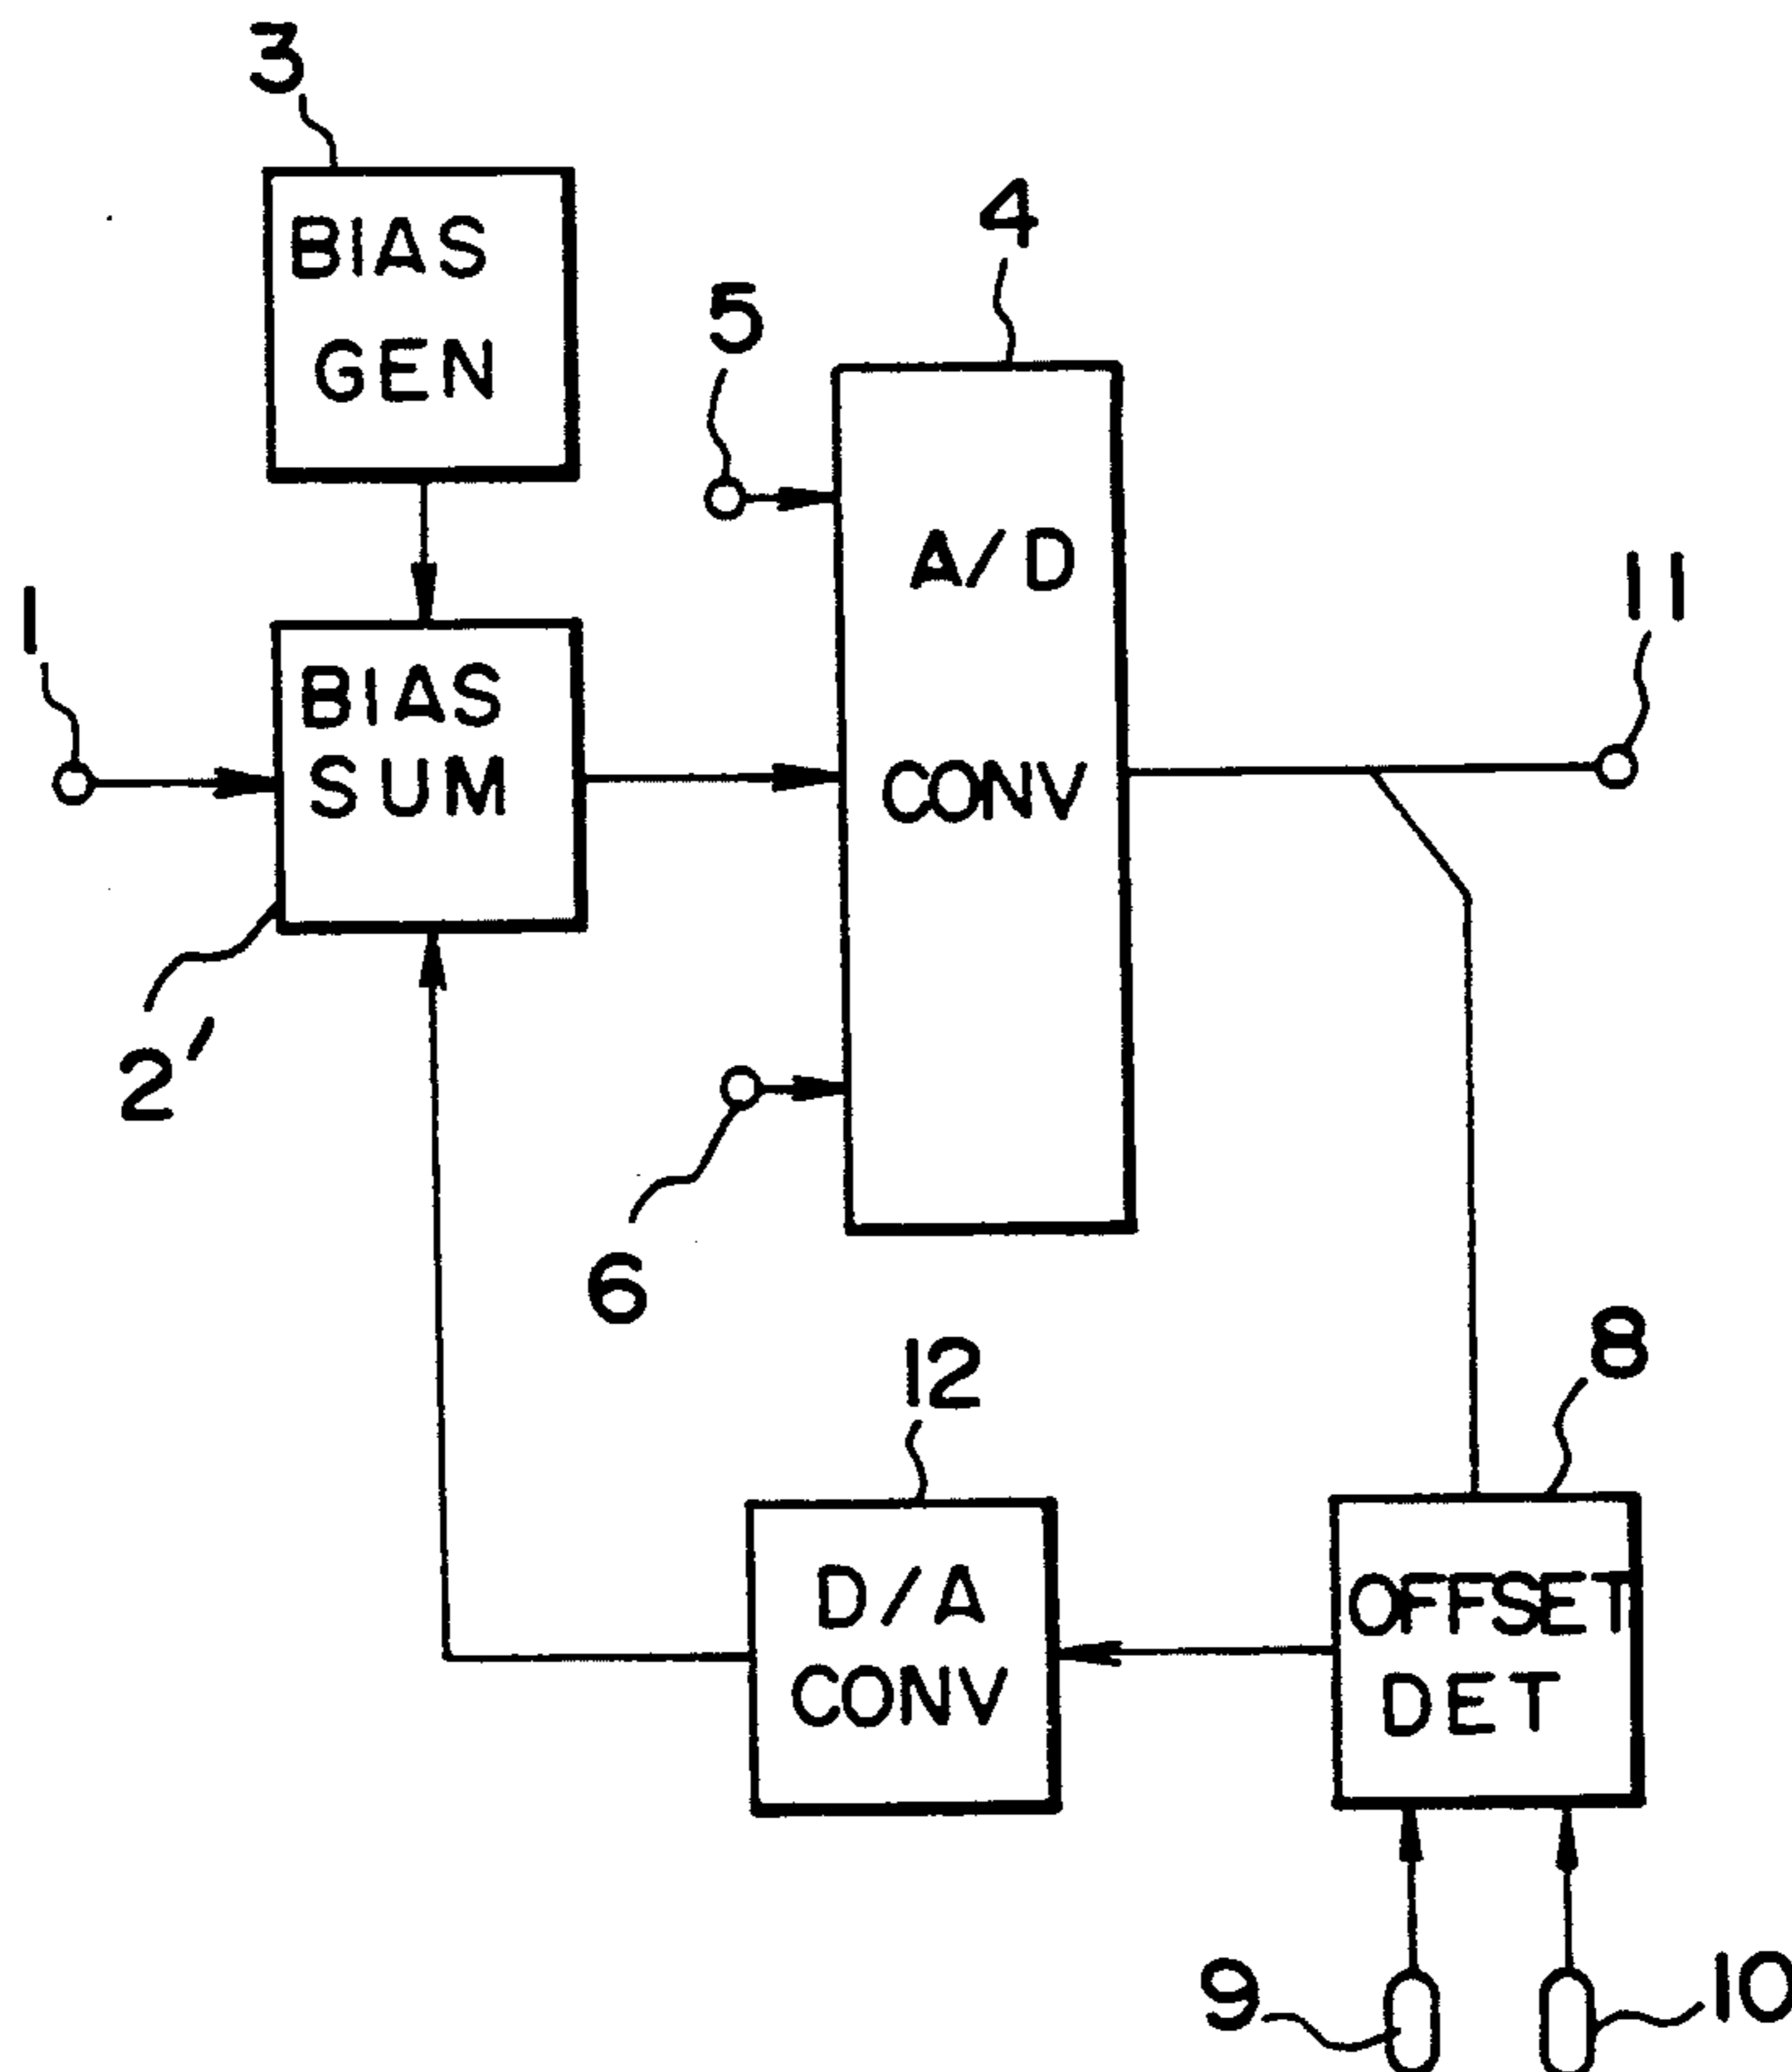 3
BIAS
GEN
4
5
A/D
CONV
11
1
BIAS
SUM
2'
6
12
8
D/A
CONV
OFFSET
DET
9
10